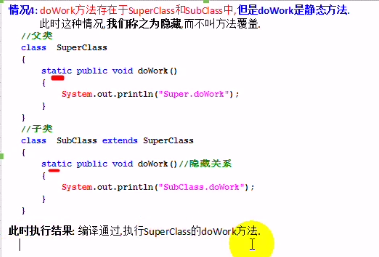 情况4: doWork方法存在于SuperClass和SubClass中,但是doWork是静态方法.
此时这种情况,我们称之为隐藏,而不叫方法覆盖.
//父类
class SuperClass
{
static public void doWork()
{
System.out.println("Super.doWork");
}
}
//子类
class SubClass extends SuperClass
{
static public void doWork()//隐藏关系
{
System.out.println("SubClass.doWork");
}
}
此时执行结果: 编译通过,执行SuperClass的doWork方法.